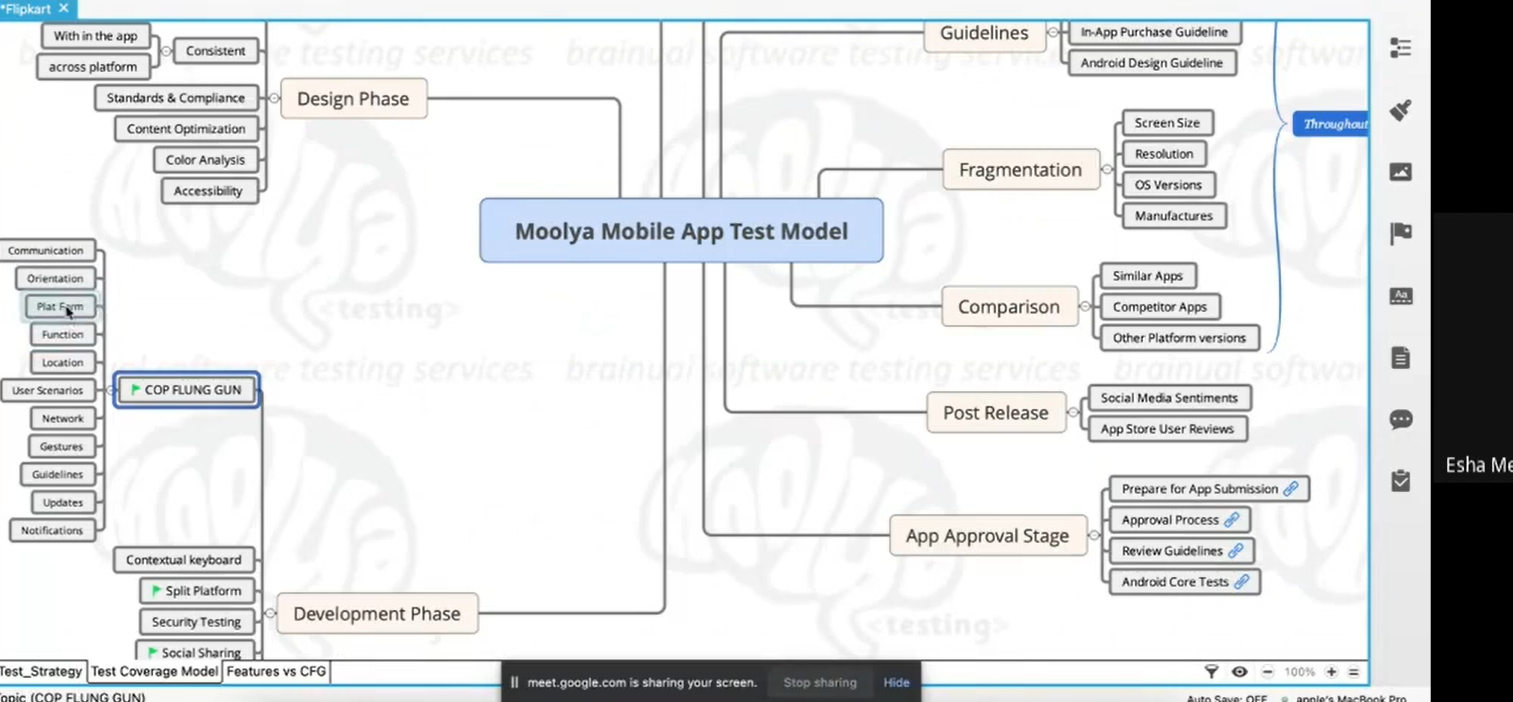 *Flipkart
With in the app
across platform
Consistent
Standards & Compliance
Content Optimization
Color Analysis
Accessibility
Design Phase
Communication
Orientation
Plat Form
Function
Location
User Scenarios
Network
Gestures
Guidelines
Updates
Notifications
COP FLUNG GUN
Contextual keyboard
Split Platform
Security Testing
Social Sharing
Development Phase
Moolya Mobile App Test Model
Guidelines
In-App Purchase Guideline
Android Design Guideline
Throughout
Fragmentation
Screen Size
Resolution
OS Versions
Manufactures
Comparison
Similar Apps
Competitor Apps
Other Platform versions
Post Release
Social Media Sentiments
App Store User Reviews
App Approval Stage
Prepare for App Submission
Approval Process
Review Guidelines
Android Core Tests
brainual software testing services
<testing>
Esha Me
Test_Strategy
Test Coverage Model
Features vs CFG
100%
meet.google.com is sharing your screen.
Stop sharing
Hide
opic (COP FLUNG GUN)
Auto Save: OFF
apple's MacBook Pro